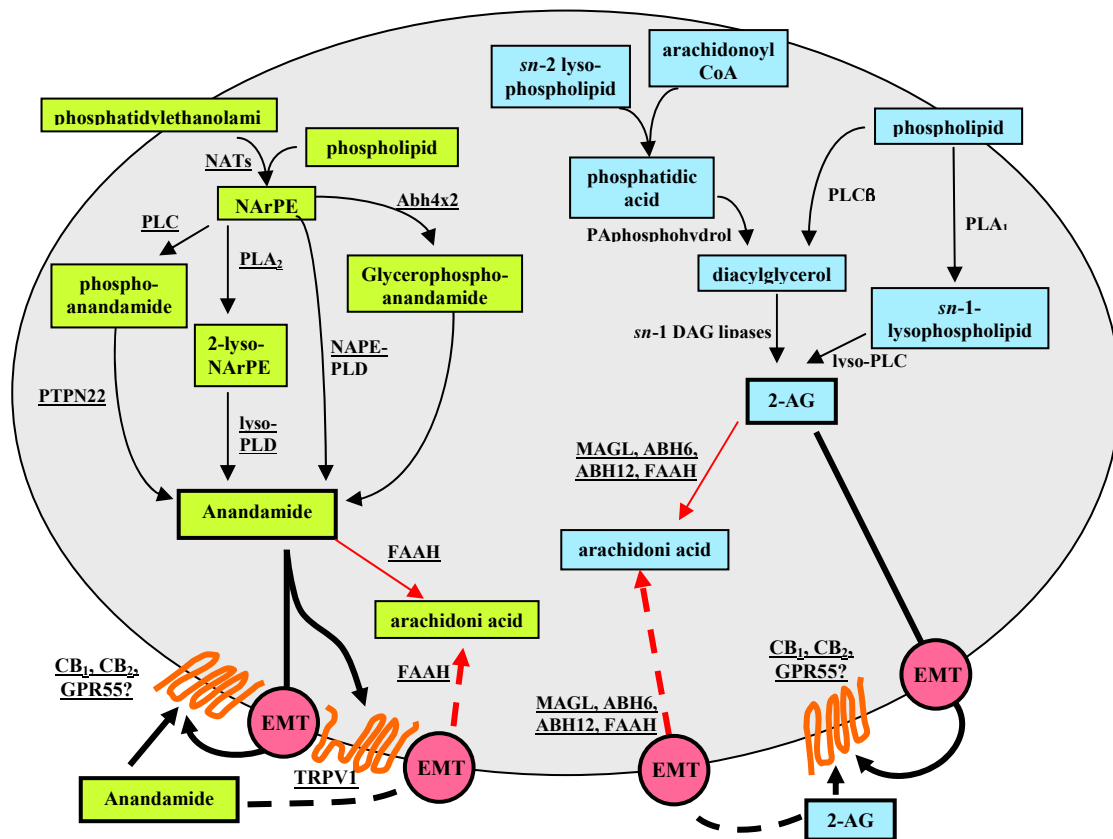 sn-2 lyso-
phospholipid
arachidonoyl
CoA
phosphatidylethanolami
NATs
phospholipid
phospholipid
NArPE
Abh4x2
phosphatidic
acid
PLCβ
PLC
PLA2
PAphosphohydrol
PLA1
phospho-
anandamide
Glycerophospho-
anandamide
diacylglycerol
sn-1-
lysophospholipid
2-lyso-
NArPE
NAPE-
PLD
sn-1 DAG lipases
lyso-PLC
PTPN22
lyso-
PLD
2-AG
MAGL, ABH6,
ABH12, FAAH
Anandamide
FAAH
arachidoni acid
arachidoni acid
CB1, CB2,
GPR55?
FAAH
CB1, CB2,
GPR55?
EMT
MAGL, ABH6,
ABH12, FAAH
EMT
TRPV1
EMT
EMT
Anandamide
2-AG